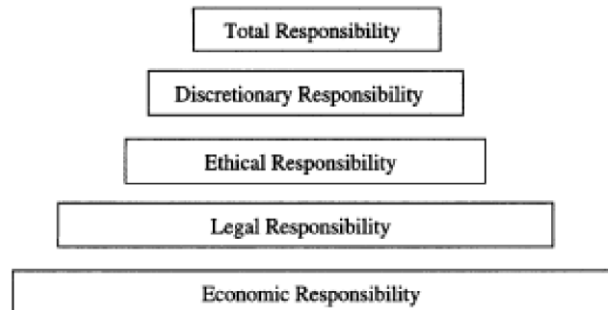 Total Responsibility
Discretionary Responsibility
Ethical Responsibility
Legal Responsibility
Economic Responsibility